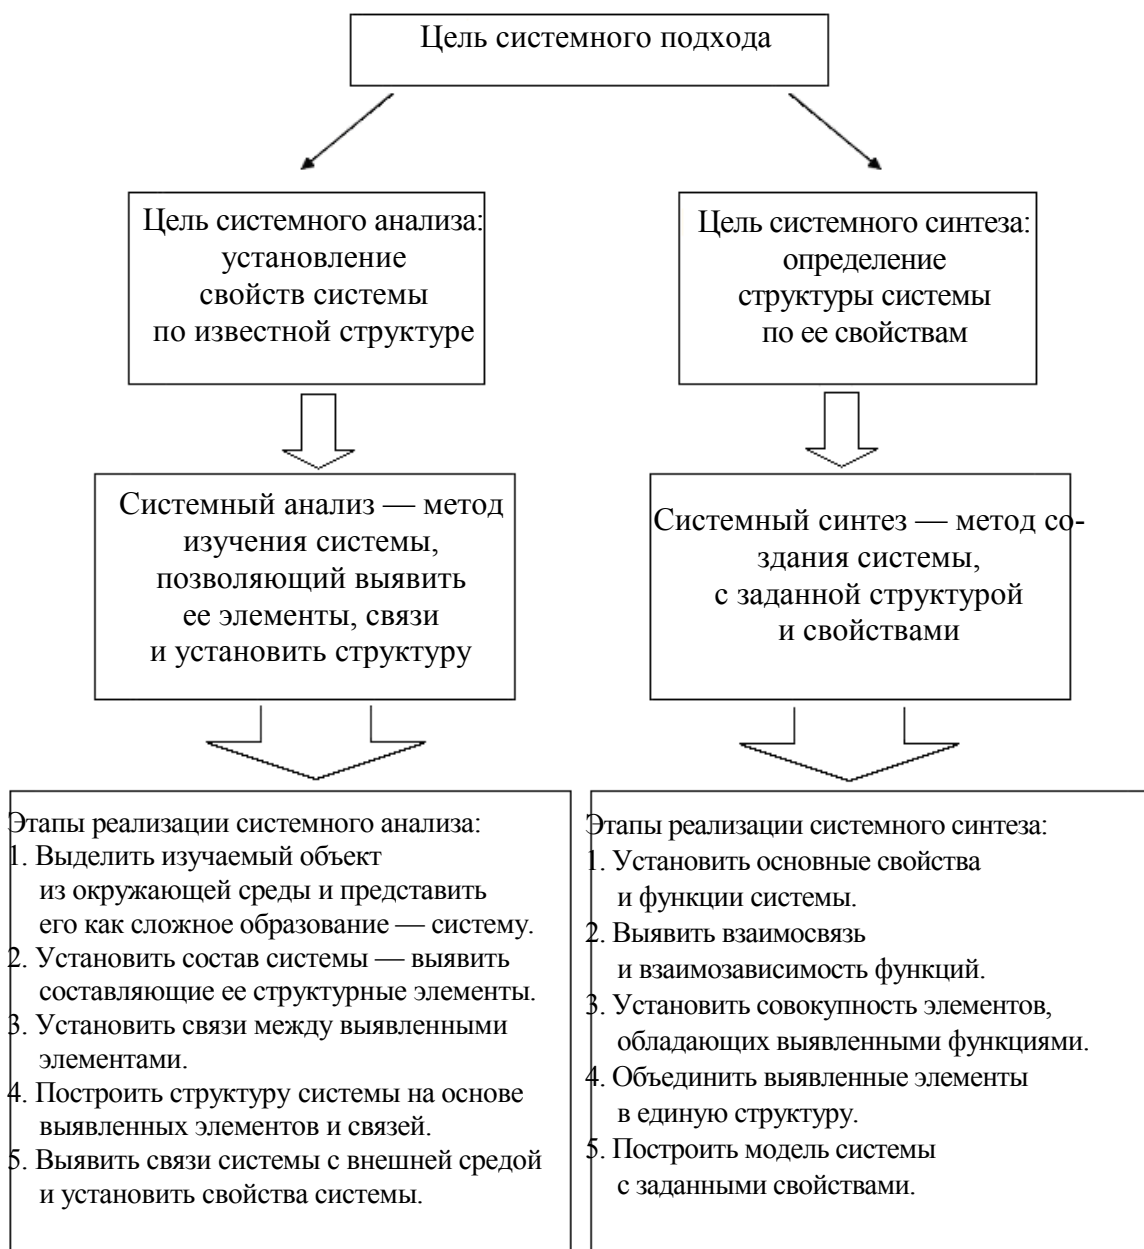 Цель системного подхода
Цель системного анализа:
установление
свойств системы
по известной структуре
Цель системного синтеза:
определение
структуры системы
по ее свойствам
Системный анализ — метод
изучения системы,
позволяющий выявить
ее элементы, связи
и установить структуру
Системный синтез — метод со-
здания системы,
с заданной структурой
и свойствами
Этапы реализации системного анализа:
1. Выделить изучаемый объект
из окружающей среды и представить
его как сложное образование — систему.
2. Установить состав системы — выявить
составляющие ее структурные элементы.
3. Установить связи между выявленными
элементами.
4. Построить структуру системы на основе
выявленных элементов и связей.
5. Выявить связи системы с внешней средой
и установить свойства системы.
Этапы реализации системного синтеза:
1. Установить основные свойства
и функции системы.
2. Выявить взаимосвязь
и взаимозависимость функций.
3. Установить совокупность элементов,
обладающих выявленными функциями.
4. Объединить выявленные элементы
в единую структуру.
5. Построить модель системы
с заданными свойствами.